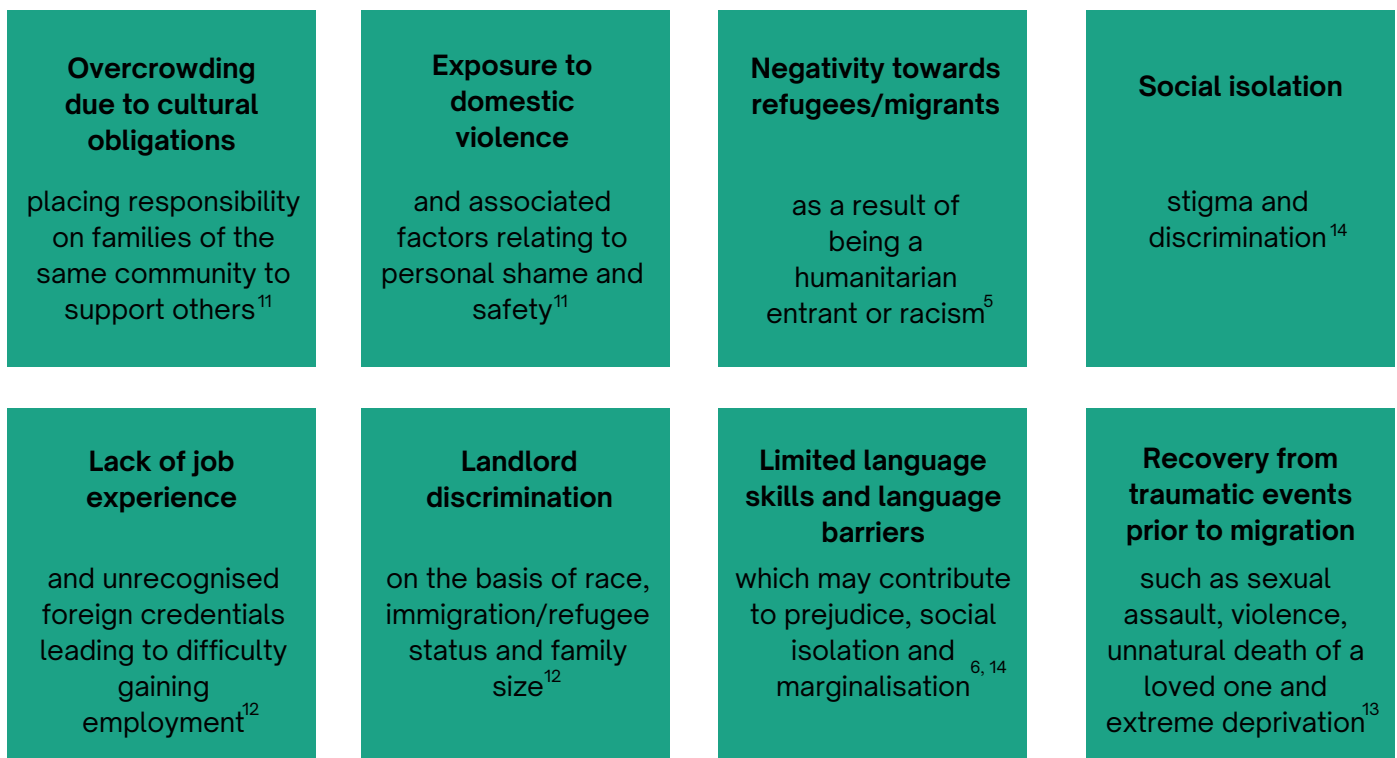 Overcrowding
due to cultural
obligations
placing responsibility
on families of the
same community to
support others11
Exposure to
domestic
violence
and associated
factors relating to
personal shame and
safety11
Negativity towards
refugees/migrants
as a result of
being a
humanitarian
entrant or racism5
Social isolation
stigma and
discrimination 14
Lack of job
experience
and unrecognised
foreign credentials
leading to difficulty
gaining
employment12
Landlord
discrimination
on the basis of race,
immigration/refugee
status and family
size12
Limited language
skills and language
barriers
which may contribute
to prejudice, social
isolation and
marginalisation6, 14
Recovery from
traumatic events
prior to migration
such as sexual
assault, violence,
unnatural death of a
loved one and
extreme deprivation13